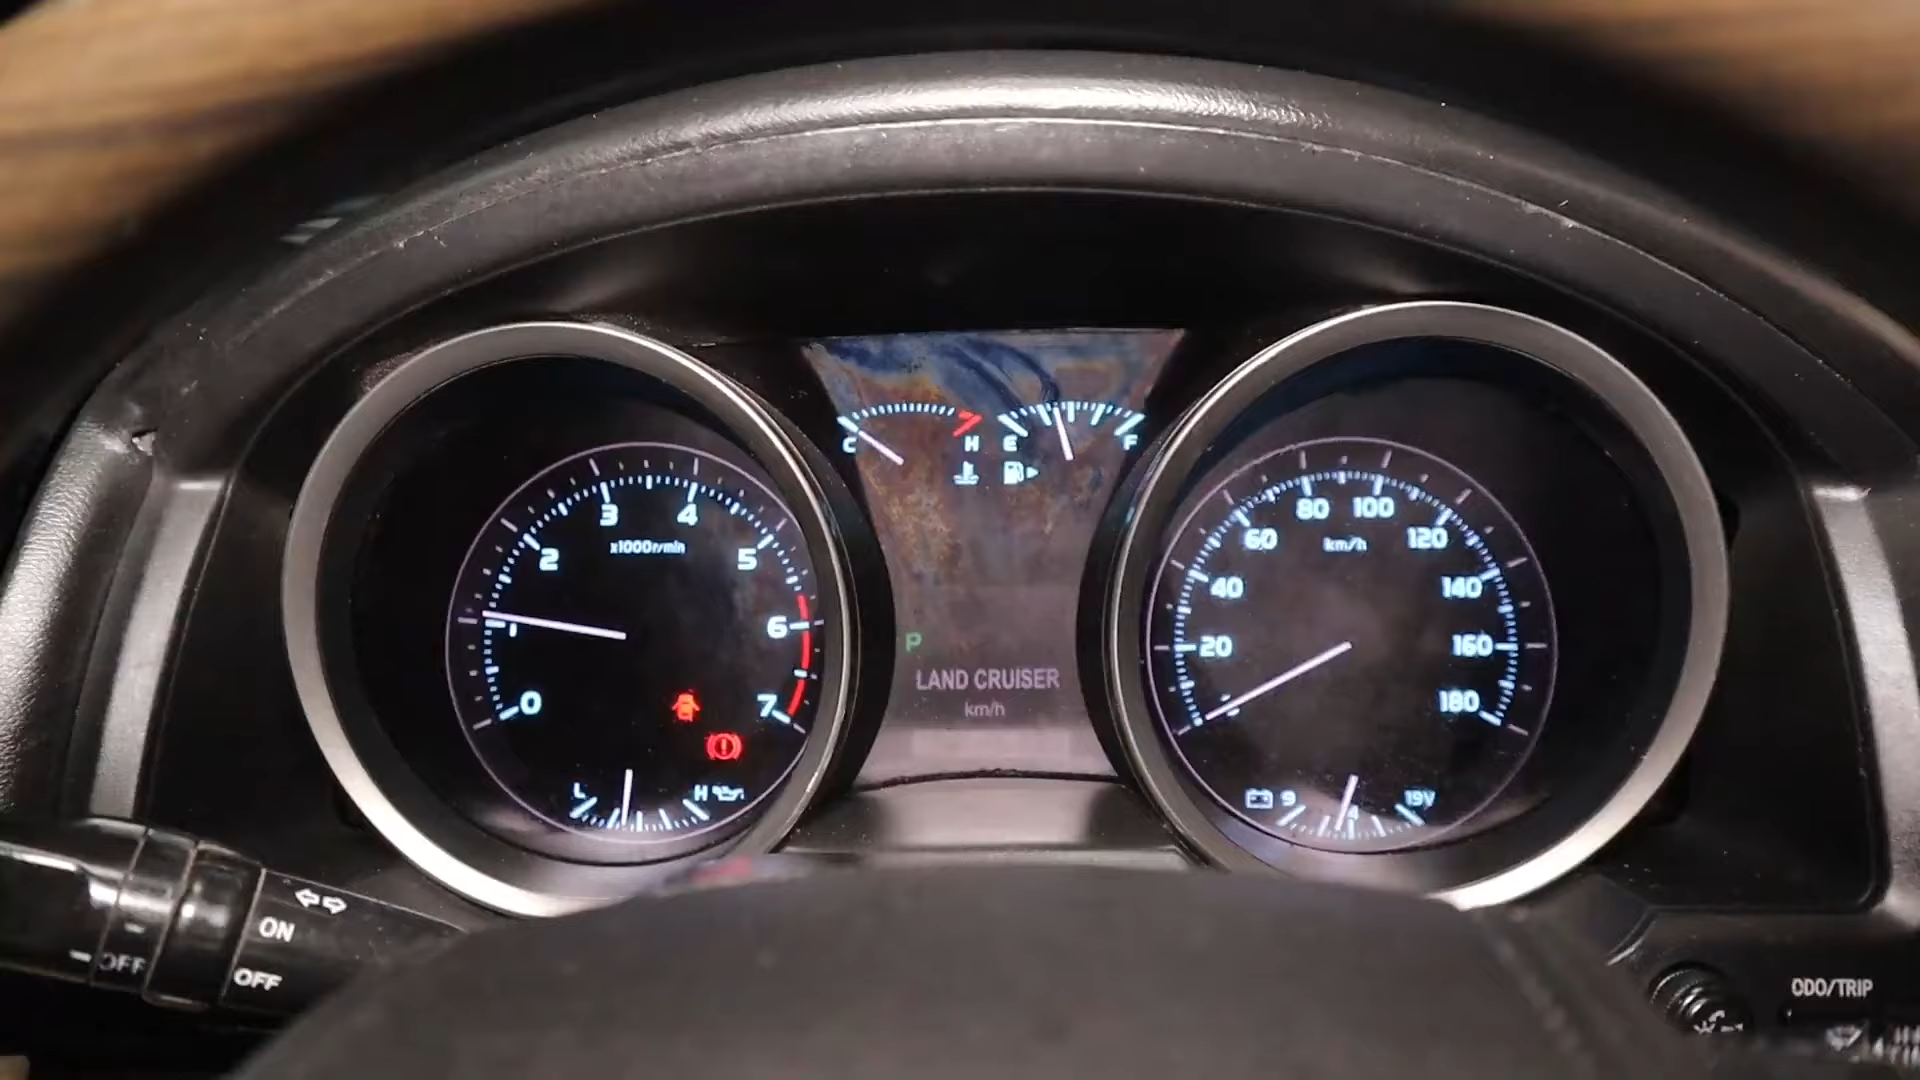 C H E F
3 4
x1000r/min
2 5
1 6
0 7
L H
P
LAND CRUISER
km/h
80 100
60 km/h 120
40 140
20 160
180
9 19V
ON
OFF
OFF
ODO/TRIP